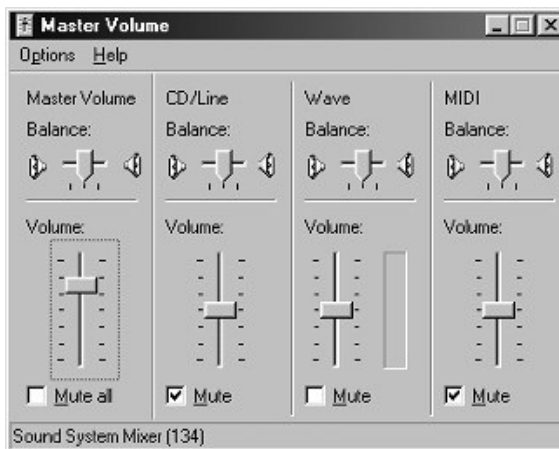 Master Volume
Options Help
Master Volume CD/Line Wave MIDI
Balance: Balance: Balance: Balance:
Volume: Volume: Volume: Volume:
Mute all Mute Mute Mute
Sound System Mixer (134)